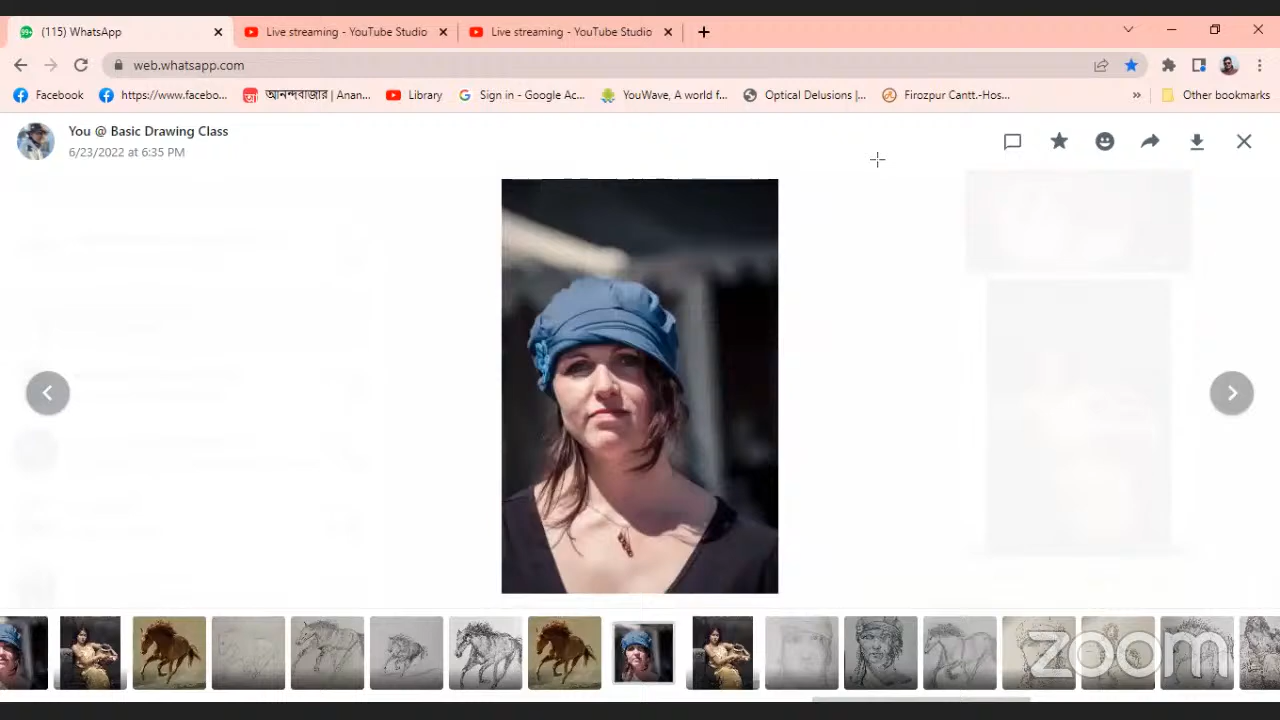 99+ (115) WhatsApp
Live streaming - YouTube Studio
Live streaming - YouTube Studio
web.whatsapp.com
Facebook
https://www.facebo...
আনন্দবাজার | Anan...
Library
Sign in - Google Ac...
YouWave, A world f...
Optical Delusions |...
Firozpur Cantt.-Hos...
»
Other bookmarks
You @ Basic Drawing Class
6/23/2022 at 6:35 PM
zoom